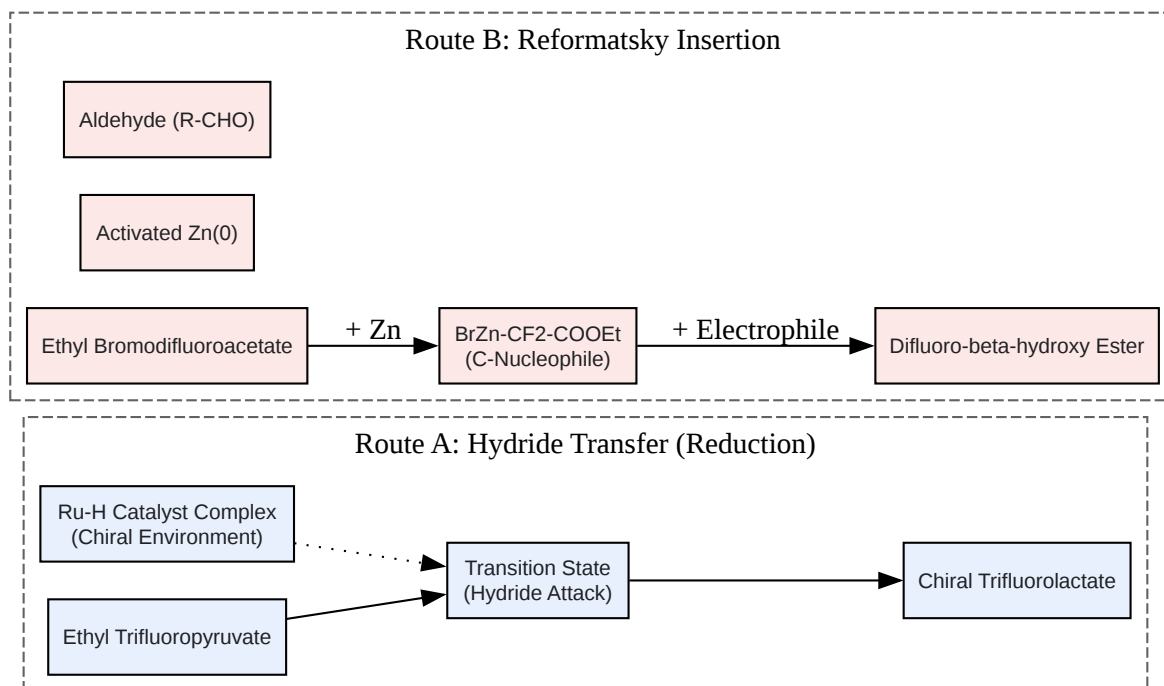 Route B: Reformatsky Insertion
Aldehyde (R-CHO)
Activated Zn(0)
Ethyl Bromodifluoroacetate
+ Zn
BrZn-CF2-COOEt
(C-Nucleophile)
+ Electrophile
Difluoro-beta-hydroxy Ester
Route A: Hydride Transfer (Reduction)
Ru-H Catalyst Complex
(Chiral Environment)
Transition State
(Hydride Attack)
Chiral Trifluorolactate
Ethyl Trifluoropyruvate